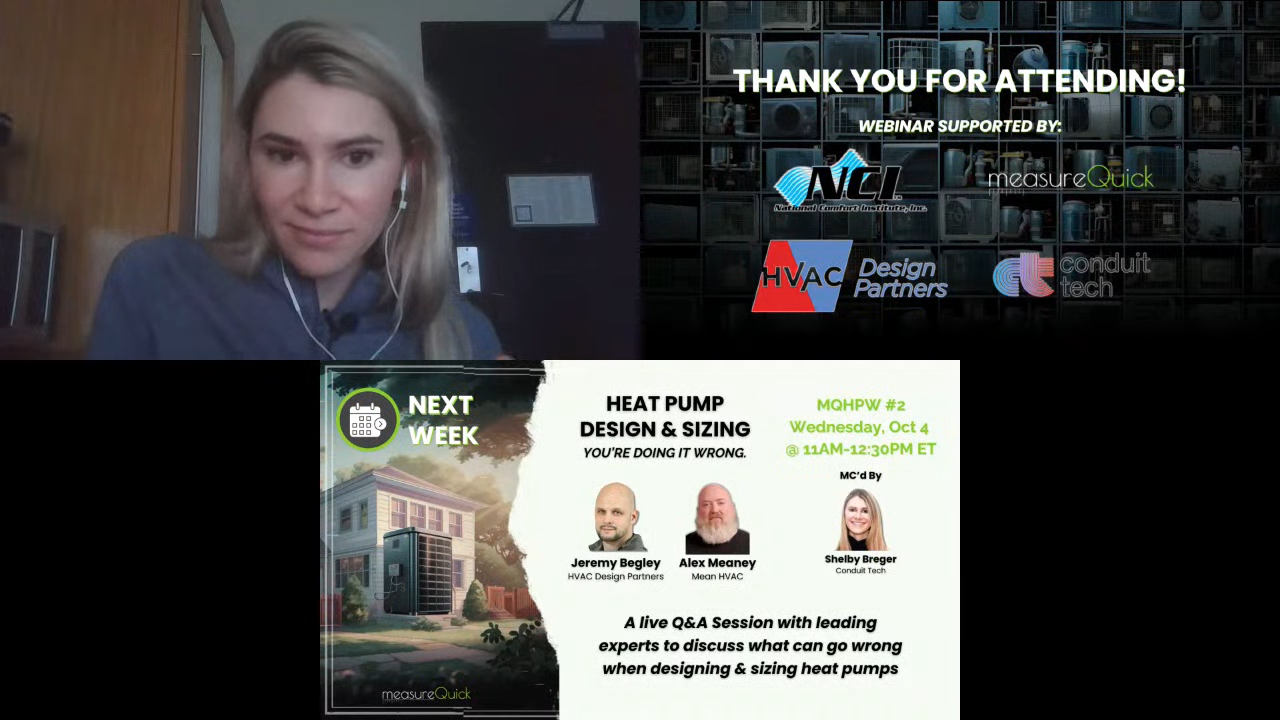 THANK YOU FOR ATTENDING!
WEBINAR SUPPORTED BY:
NCI
National Comfort Institute, Inc.
measureQuick
HVAC Design
Partners
ct conduit
tech
NEXT
WEEK
HEAT PUMP
DESIGN & SIZING
YOU'RE DOING IT WRONG.
MQHPW #2
Wednesday, Oct 4
@ 11AM-12:30PM ET
MC'd By
Jeremy Begley
HVAC Design Partners
Alex Meaney
Mean HVAC
Shelby Breger
Conduit Tech
A live Q&A Session with leading
experts to discuss what can go wrong
when designing & sizing heat pumps
measureQuick